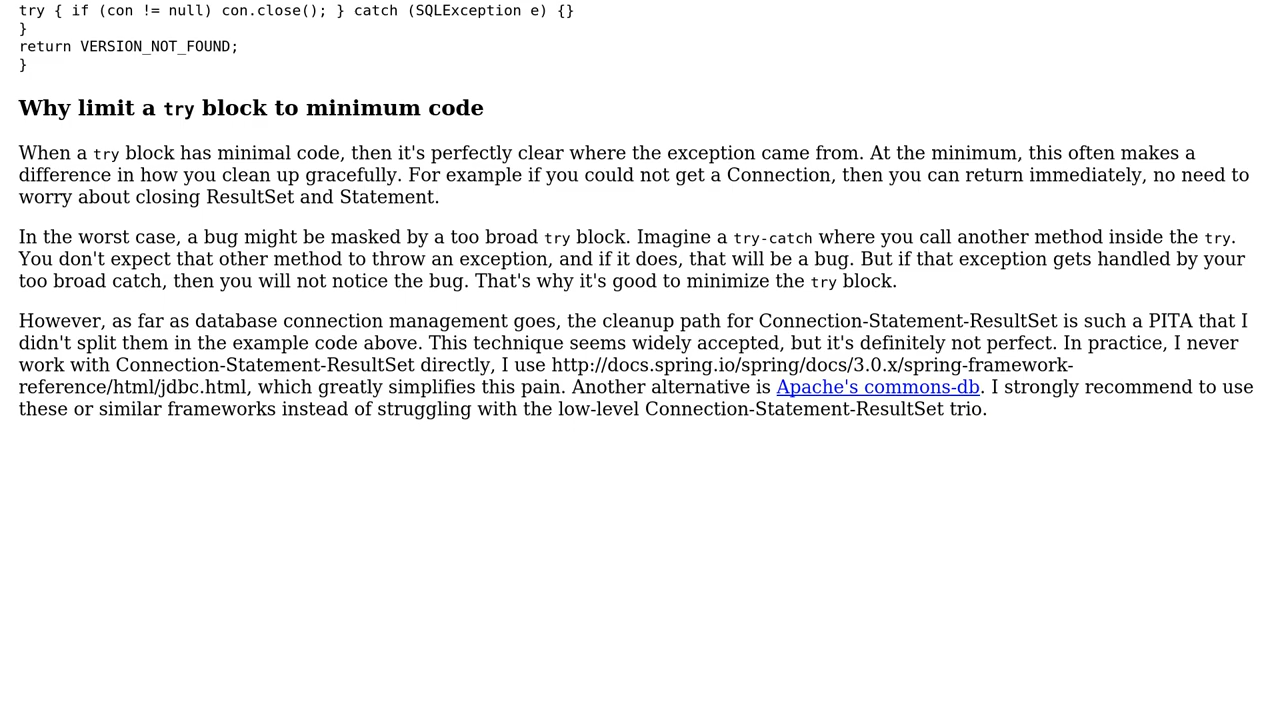 try { if (con != null) con.close(); } catch (SQLException e) {}
}
return VERSION_NOT_FOUND;
}
Why limit a try block to minimum code
When a try block has minimal code, then it's perfectly clear where the exception came from. At the minimum, this often makes a
difference in how you clean up gracefully. For example if you could not get a Connection, then you can return immediately, no need to
worry about closing ResultSet and Statement.
In the worst case, a bug might be masked by a too broad try block. Imagine a try-catch where you call another method inside the try.
You don't expect that other method to throw an exception, and if it does, that will be a bug. But if that exception gets handled by your
too broad catch, then you will not notice the bug. That's why it's good to minimize the try block.
However, as far as database connection management goes, the cleanup path for Connection-Statement-ResultSet is such a PITA that I
didn't split them in the example code above. This technique seems widely accepted, but it's definitely not perfect. In practice, I never
work with Connection-Statement-ResultSet directly, I use http://docs.spring.io/spring/docs/3.0.x/spring-framework-
reference/html/jdbc.html, which greatly simplifies this pain. Another alternative is Apache's commons-db. I strongly recommend to use
these or similar frameworks instead of struggling with the low-level Connection-Statement-ResultSet trio.